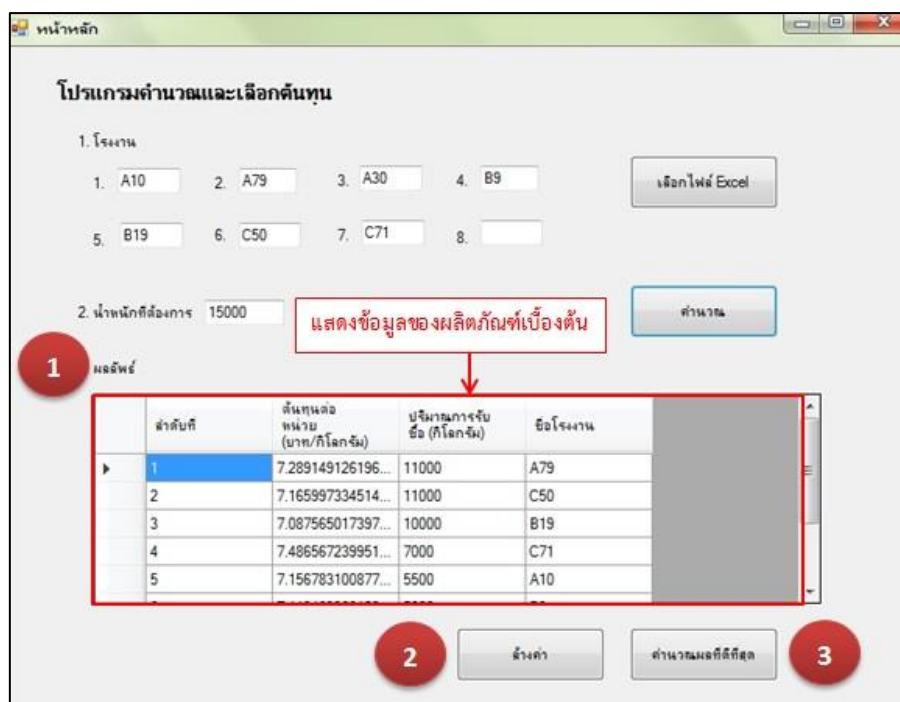 หน้าหลัก
โปรแกรมคำนวณและเลือกต้นทุน
1. โรงงาน
1. A10 2. A79 3. A30 4. B9
เลือกไฟล์ Excel
5. B19 6. C50 7. C71 8.
2. น้ำหนักที่ต้องการ 15000
แสดงข้อมูลของผลิตภัณฑ์เบื้องต้น
คำนวณ
1
ผลลัพธ์
ลำดับที่ ต้นทุนต่อ หน่วย (บาท/กิโลกรัม) ปริมาณการรับ ซื้อ (กิโลกรัม) ชื่อโรงงาน
1 7.289149126196... 11000 A79
2 7.165997334514... 11000 C50
3 7.087565017397... 10000 B19
4 7.486567239951... 7000 C71
5 7.156783100877... 5500 A10
2 ล้างค่า คำนวณผลที่ดีที่สุด 3